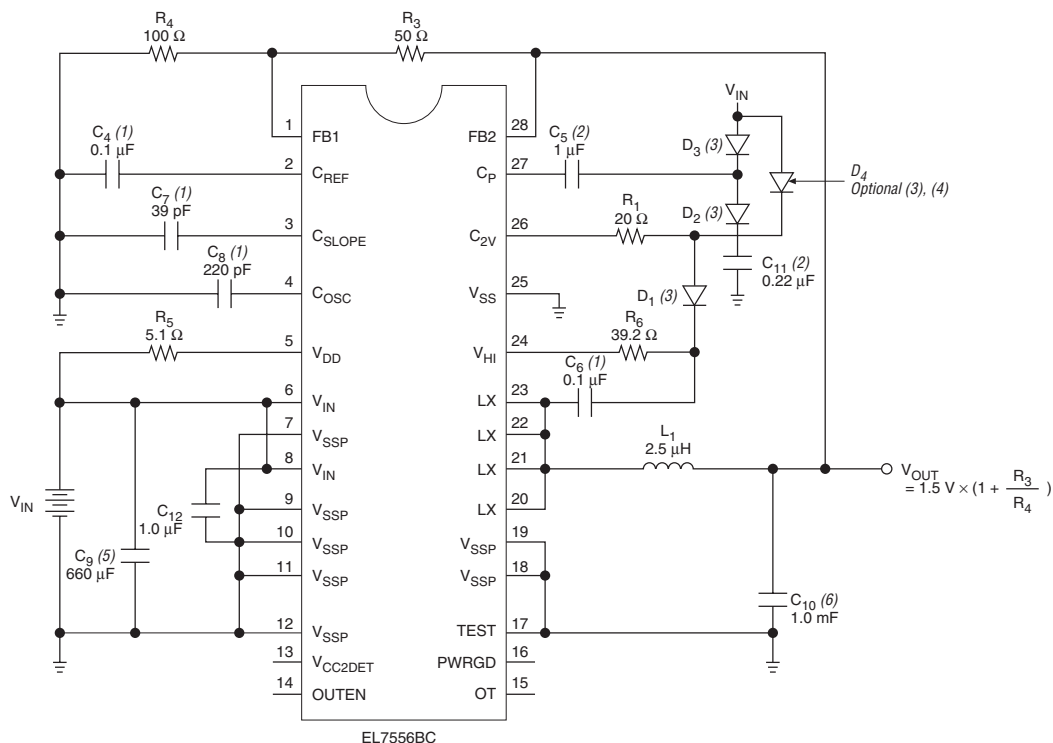 R4
100 Ω
R3
50 Ω
1
FB1
28
FB2
C4 (1)
0.1 µF
2
CREF
27
CP
C5 (2)
1 µF
VIN
D3 (3)
D4
Optional (3), (4)
C7 (1)
39 pF
3
CSLOPE
26
C2V
R1
20 Ω
D2 (3)
C8 (1)
220 pF
4
COSC
25
VSS
C11 (2)
0.22 µF
D1 (3)
R5
5.1 Ω
5
VDD
24
VHI
R6
39.2 Ω
C6 (1)
0.1 µF
6
VIN
23
LX
7
VSSP
22
LX
8
VIN
21
LX
L1
2.5 µH
VOUT
= 1.5 V × (1 + R3/R4)
VIN
C12
1.0 µF
9
VSSP
20
LX
10
VSSP
19
VSSP
C9 (5)
660 µF
11
VSSP
18
VSSP
C10 (6)
1.0 mF
12
VSSP
17
TEST
13
VCC2DET
16
PWRGD
14
OUTEN
15
OT
EL7556BC